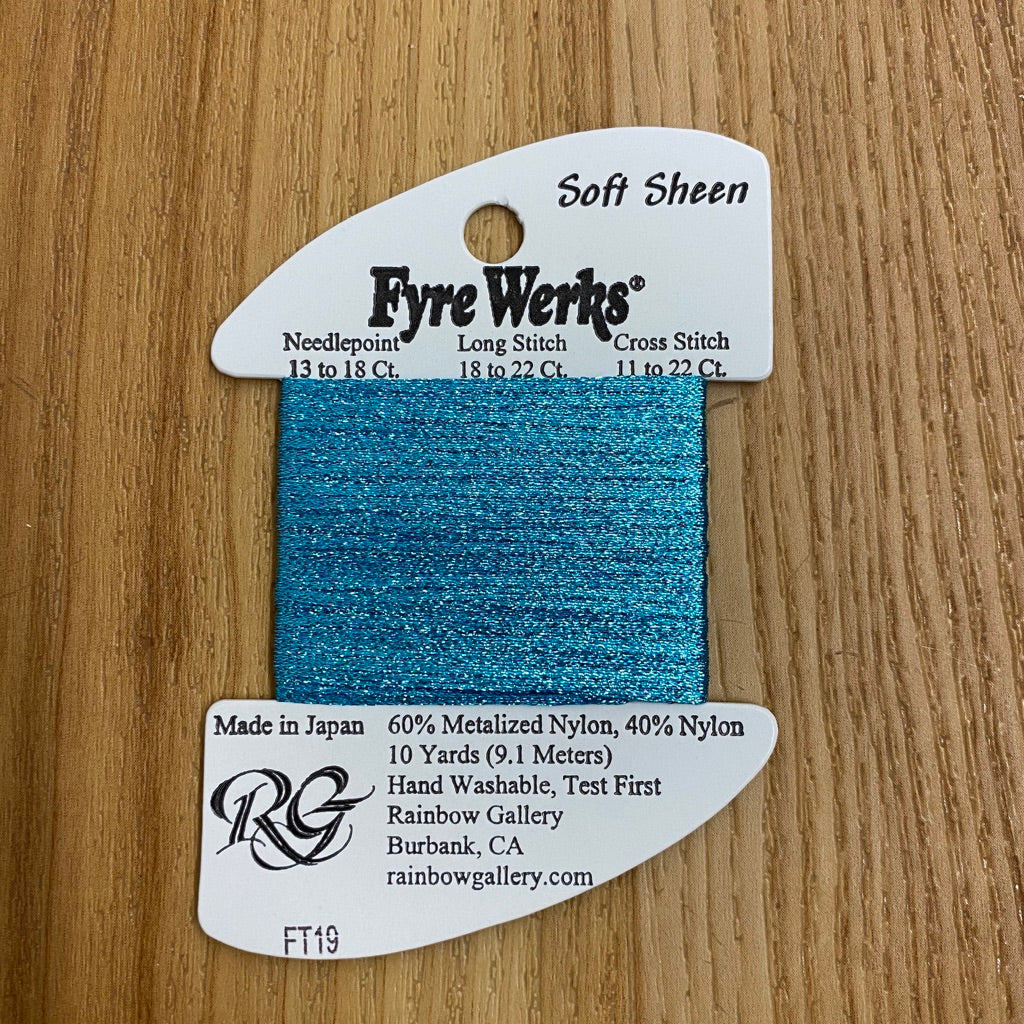 Soft Sheen
Fyre Werks®
Needlepoint Long Stitch Cross Stitch
13 to 18 Ct. 18 to 22 Ct. 11 to 22 Ct.
Made in Japan 60% Metalized Nylon, 40% Nylon
10 Yards (9.1 Meters)
Hand Washable, Test First
RG
Rainbow Gallery
Burbank, CA
rainbowgallery.com
FT19